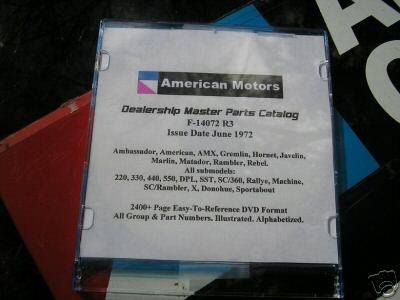 American Motors
Dealership Master Parts Catalog
F-14072 R3
Issue Date June 1972
Ambassador, American, AMX, Gremlin, Hornet, Javelin,
Marlin, Matador, Rambler, Rebel.
All submodels:
220, 330, 440, 550, DPL, SST, SC/360, Rallye, Machine,
SC/Rambler, X, Donohue, Sportabout
2400+ Page Easy-To-Reference DVD Format
All Group & Part Numbers. Illustrated. Alphabetized.